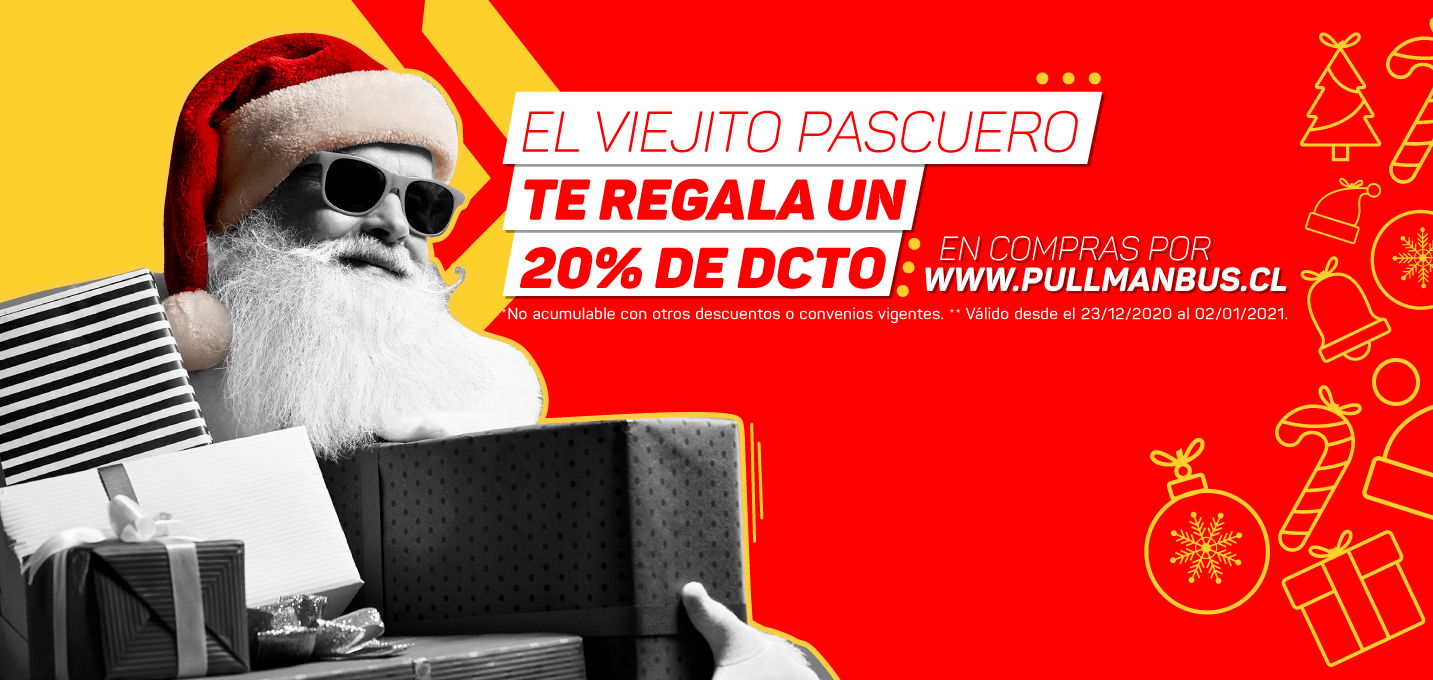 EL VIEJITO PASCUERO
TE REGALA UN
20% DE DCTO
EN COMPRAS POR
WWW.PULLMANBUS.CL
*No acumulable con otros descuentos o convenios vigentes. ** Válido desde el 23/12/2020 al 02/01/2021.